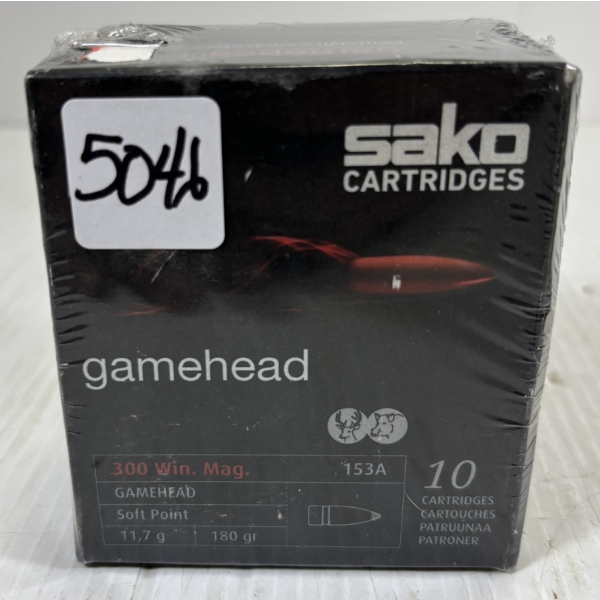 5046
sako
CARTRIDGES
gamehead
300 Win. Mag. 153A
GAMEHEAD
Soft Point
11,7 g 180 gr
10
CARTRIDGES
CARTOUCHES
PATRUUNAA
PATRONER